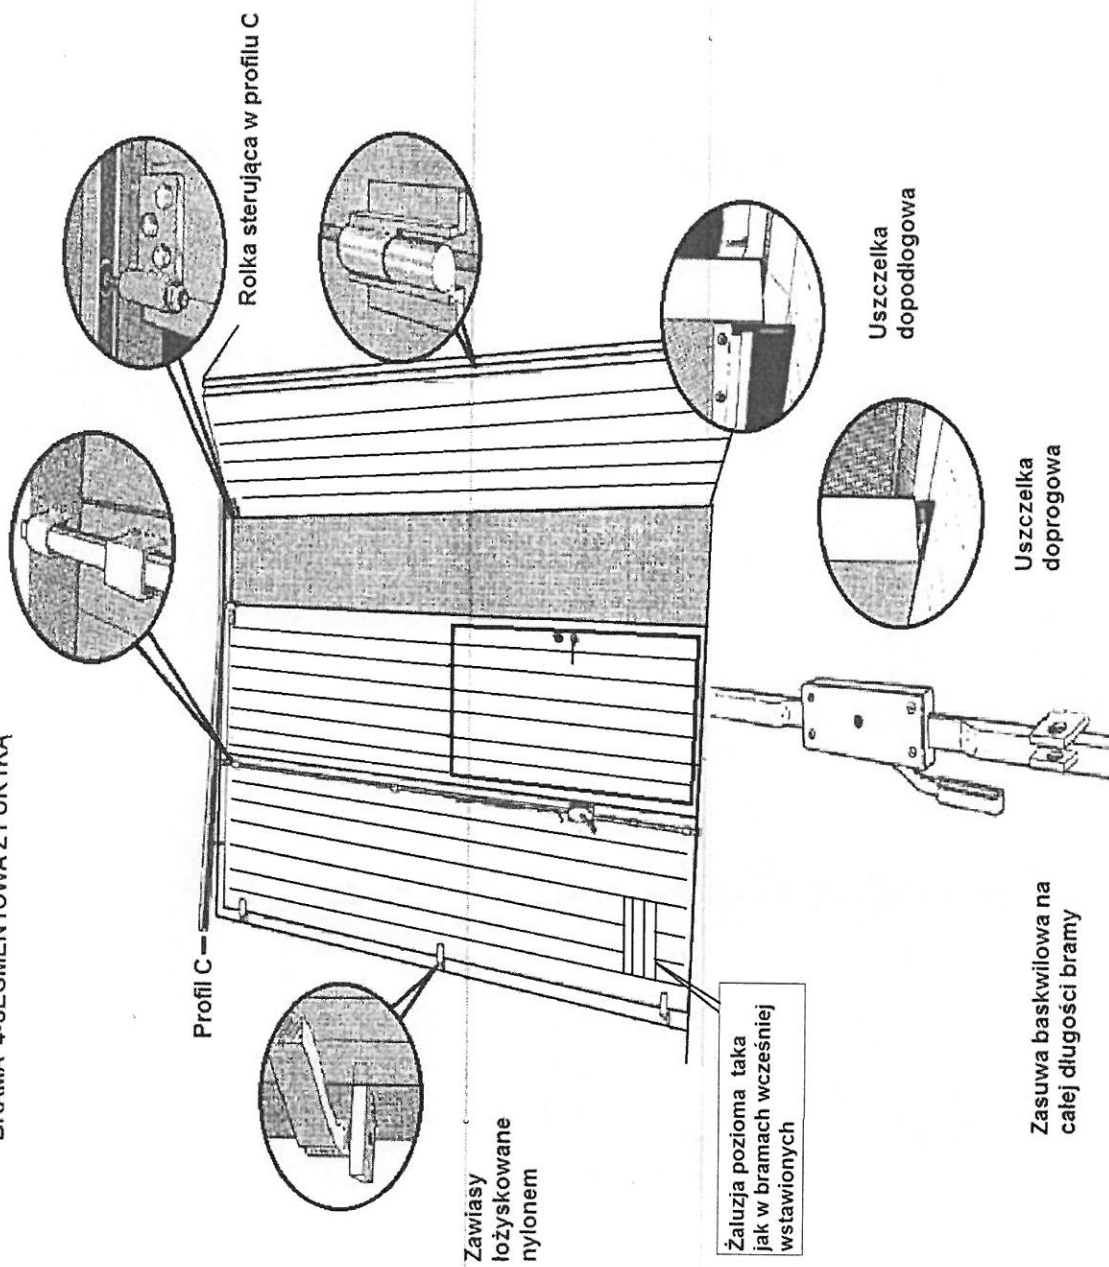 BRAMA 4-SEGMENTOWA Z FURTKĄ
Profil C
Rolka sterująca w profilu C
Zawiasy
łożyskowane
nylonem
Żaluzja pozioma taka
jak w bramach wcześniej
wstawionych
Uszczelka
dopodłogowa
Uszczelka
doprogowa
Zasuwa baskwilowa na
całej długości bramy